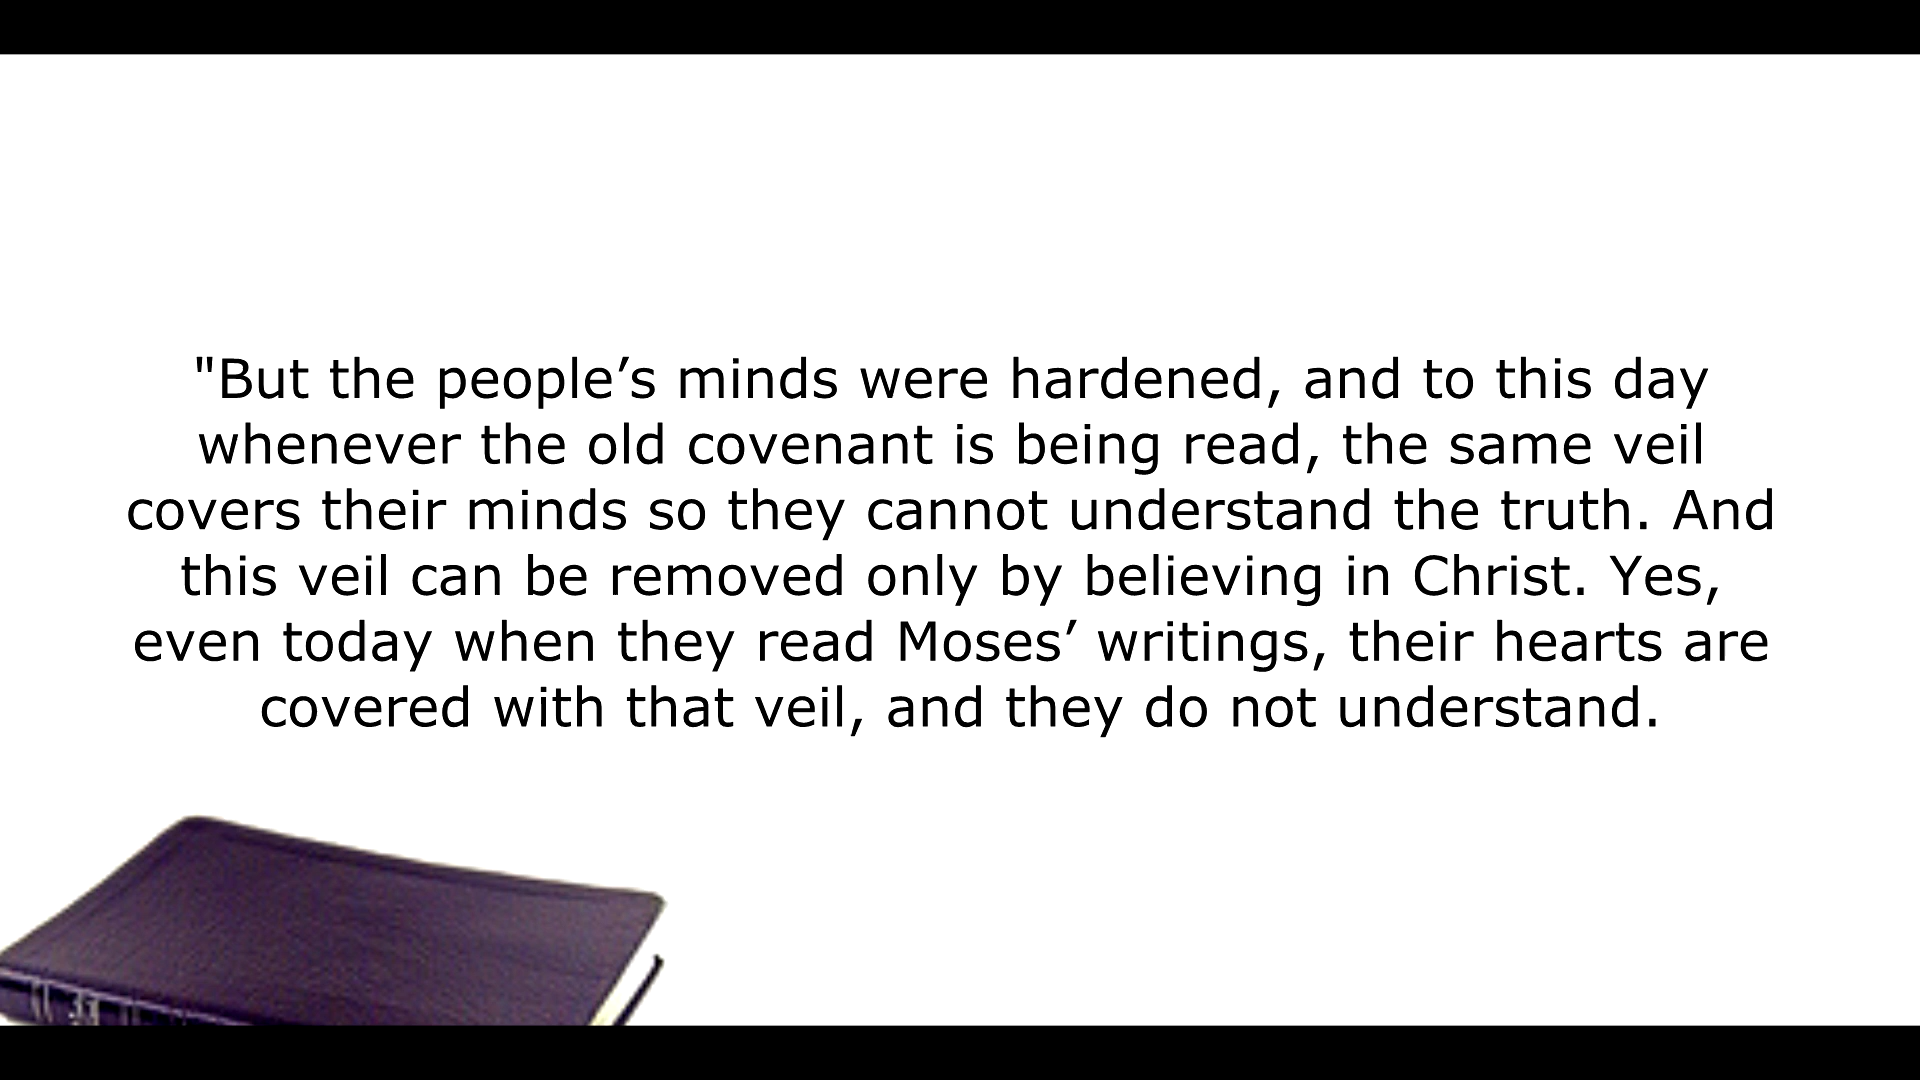 "But the people’s minds were hardened, and to this day
whenever the old covenant is being read, the same veil
covers their minds so they cannot understand the truth. And
this veil can be removed only by believing in Christ. Yes,
even today when they read Moses’ writings, their hearts are
covered with that veil, and they do not understand.